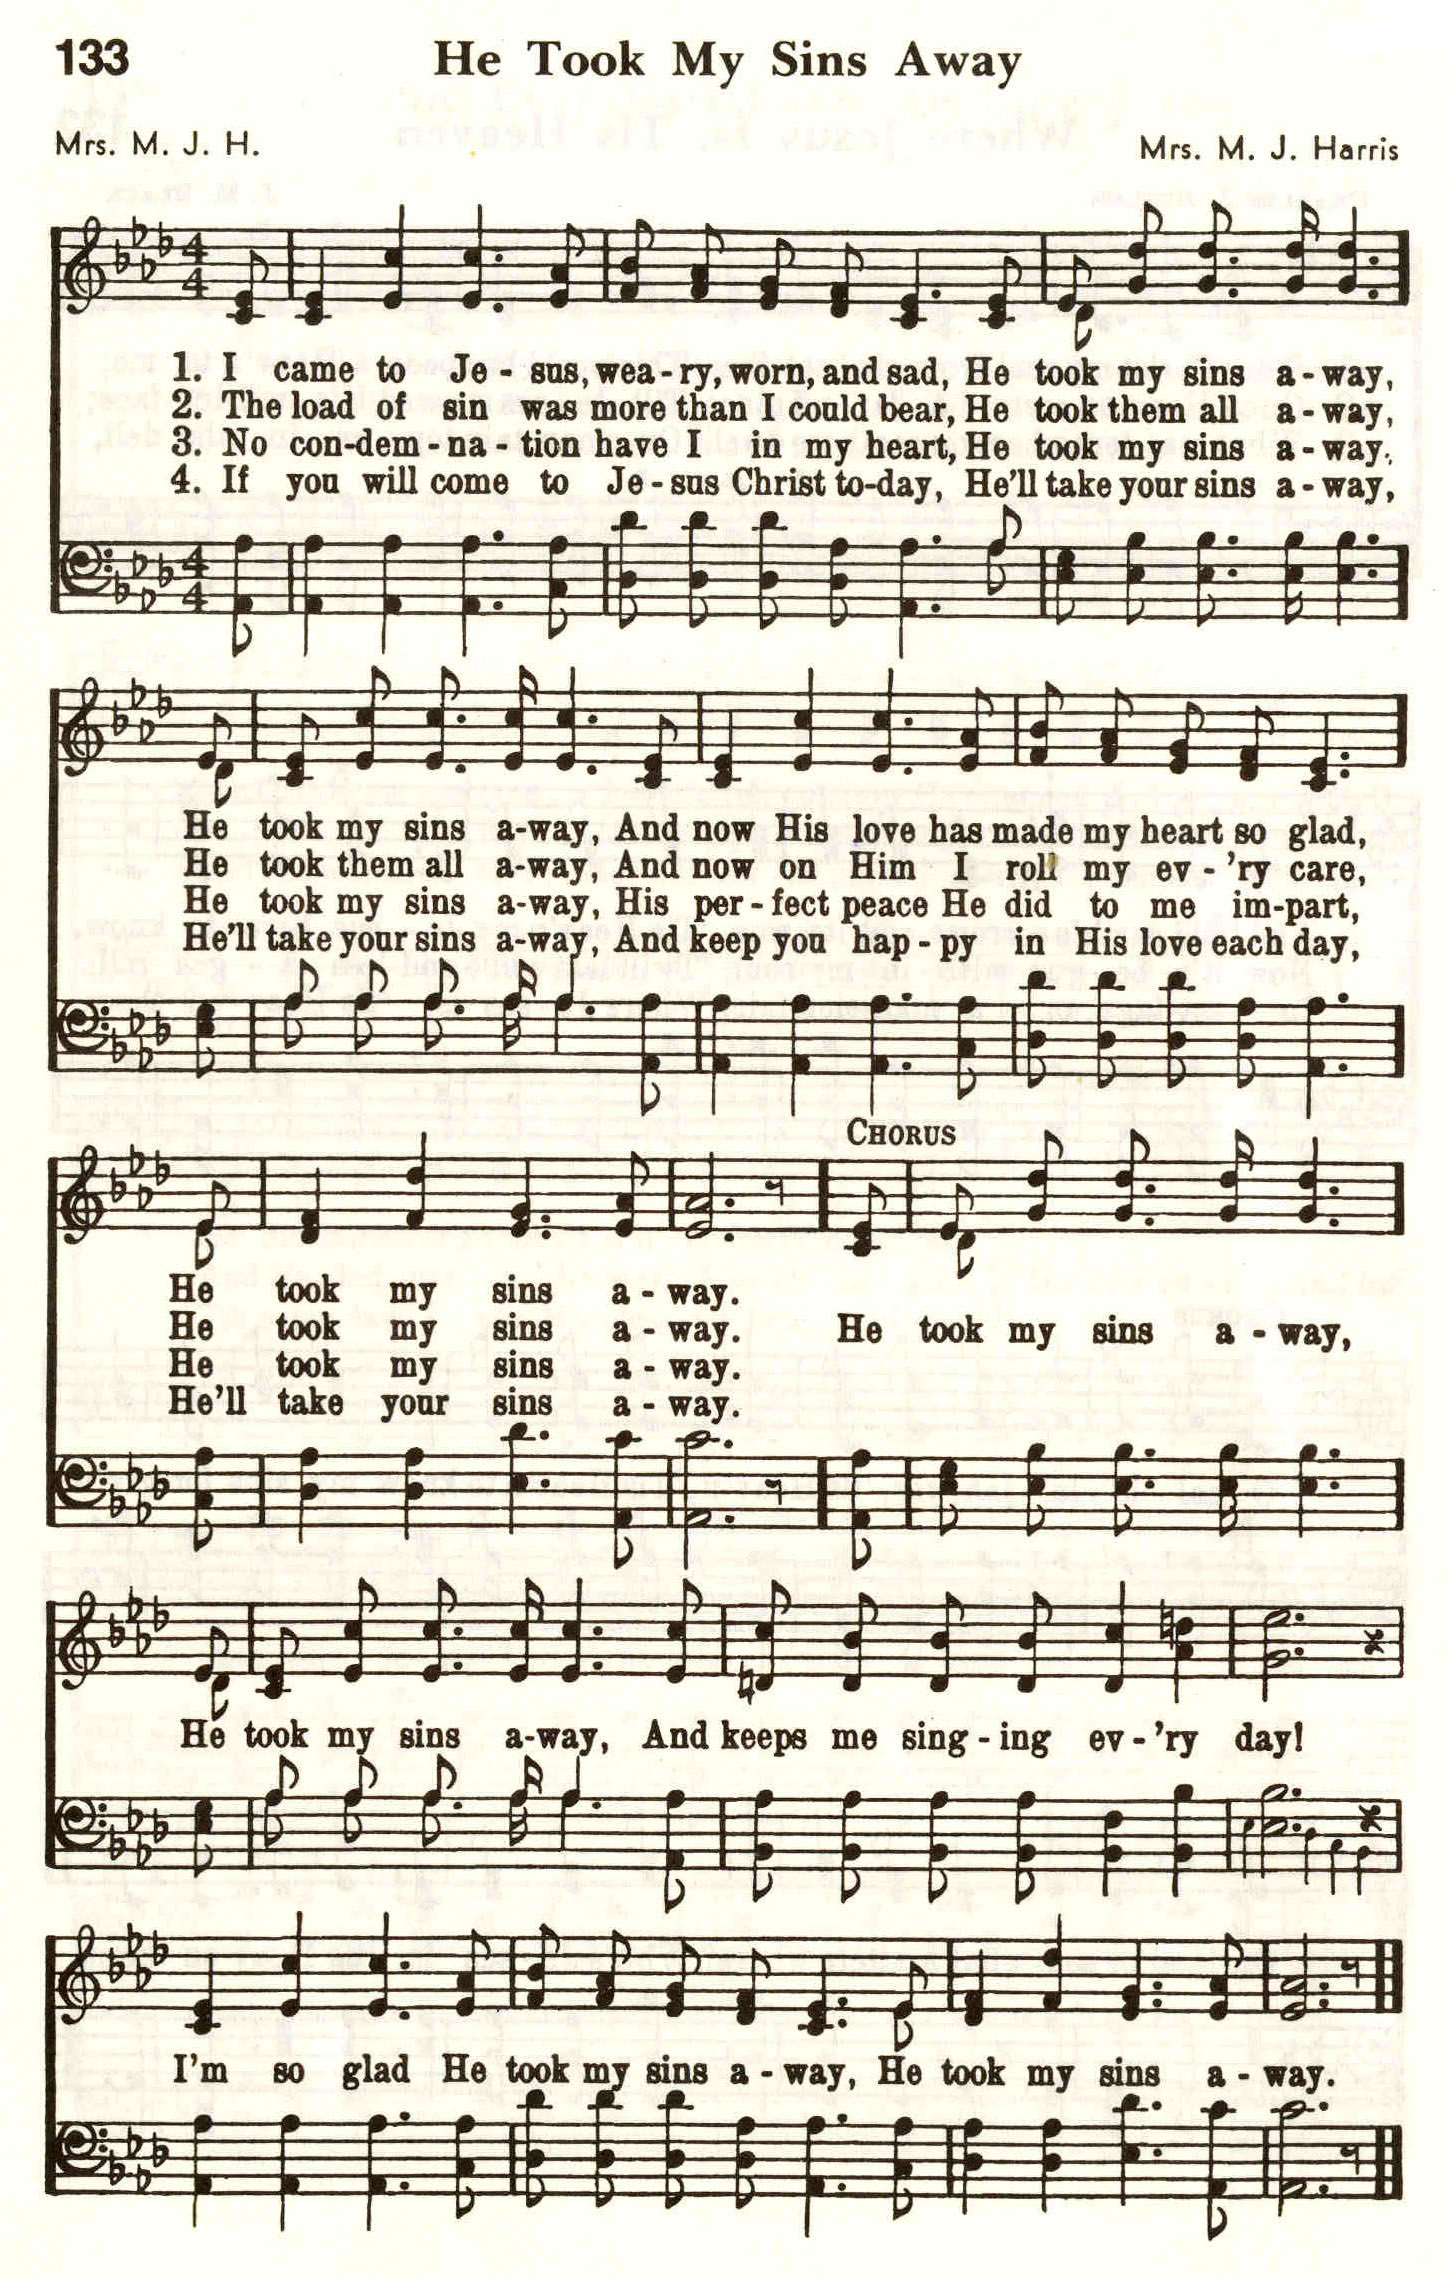 133 He Took My Sins Away
Mrs. M. J. H. Mrs. M. J. Harris
1. I came to Je - sus, wea - ry, worn, and sad, He took my sins a - way,
2. The load of sin was more than I could bear, He took them all a - way,
3. No con-dem - na - tion have I in my heart, He took my sins a - way,
4. If you will come to Je - sus Christ to-day, He'll take your sins a - way,
He took my sins a-way, And now His love has made my heart so glad,
He took them all a-way, And now on Him I roll my ev - 'ry care,
He took my sins a-way, His per - fect peace He did to me im-part,
He'll take your sins a-way, And keep you hap - py in His love each day,
CHORUS
He took my sins a - way.
He took my sins a - way. He took my sins a - way,
He took my sins a - way.
He'll take your sins a - way.
He took my sins a-way, And keeps me sing - ing ev - 'ry day!
I'm so glad He took my sins a - way, He took my sins a - way.